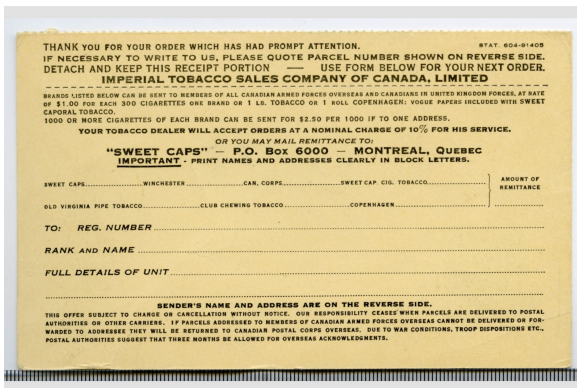 THANK YOU FOR YOUR ORDER WHICH HAS HAD PROMPT ATTENTION. STAT. 604-91405
IF NECESSARY TO WRITE TO US, PLEASE QUOTE PARCEL NUMBER SHOWN ON REVERSE SIDE.
DETACH AND KEEP THIS RECEIPT PORTION —— USE FORM BELOW FOR YOUR NEXT ORDER.
IMPERIAL TOBACCO SALES COMPANY OF CANADA, LIMITED
BRANDS LISTED BELOW CAN BE SENT TO MEMBERS OF ALL CANADIAN ARMED FORCES OVERSEAS AND CANADIANS IN UNITED KINGDOM FORCES, AT RATE
OF $1.00 FOR EACH 300 CIGARETTES ONE BRAND OR 1 LB. TOBACCO OR 1 ROLL COPENHAGEN: VOGUE PAPERS INCLUDED WITH SWEET
CAPORAL TOBACCO.
1000 OR MORE CIGARETTES OF EACH BRAND CAN BE SENT FOR $2.50 PER 1000 IF TO ONE ADDRESS.
YOUR TOBACCO DEALER WILL ACCEPT ORDERS AT A NOMINAL CHARGE OF 10% FOR HIS SERVICE.
OR YOU MAY MAIL REMITTANCE TO:
"SWEET CAPS" — P.O. BOX 6000 — MONTREAL, QUEBEC
IMPORTANT - PRINT NAMES AND ADDRESSES CLEARLY IN BLOCK LETTERS.
SWEET CAPS............WINCHESTER............CAN. CORPS............SWEET CAP CIG. TOBACCO............ AMOUNT OF
REMITTANCE
OLD VIRGINIA PIPE TOBACCO............CLUB CHEWING TOBACCO............COPENHAGEN............
TO: REG. NUMBER............
RANK AND NAME............
FULL DETAILS OF UNIT............
SENDER'S NAME AND ADDRESS ARE ON THE REVERSE SIDE.
THIS OFFER SUBJECT TO CHANGE OR CANCELLATION WITHOUT NOTICE. OUR RESPONSIBILITY CEASES WHEN PARCELS ARE DELIVERED TO POSTAL
AUTHORITIES OR OTHER CARRIERS. IF PARCELS ADDRESSED TO MEMBERS OF CANADIAN ARMED FORCES OVERSEAS CANNOT BE DELIVERED OR FOR-
WARDED TO ADDRESSEE THEY WILL BE RETURNED TO CANADIAN POSTAL CORPS OVERSEAS. DUE TO WAR CONDITIONS, TROOP DISPOSITIONS ETC.,
POSTAL AUTHORITIES SUGGEST THAT THREE MONTHS BE ALLOWED FOR OVERSEAS ACKNOWLEDGMENTS.